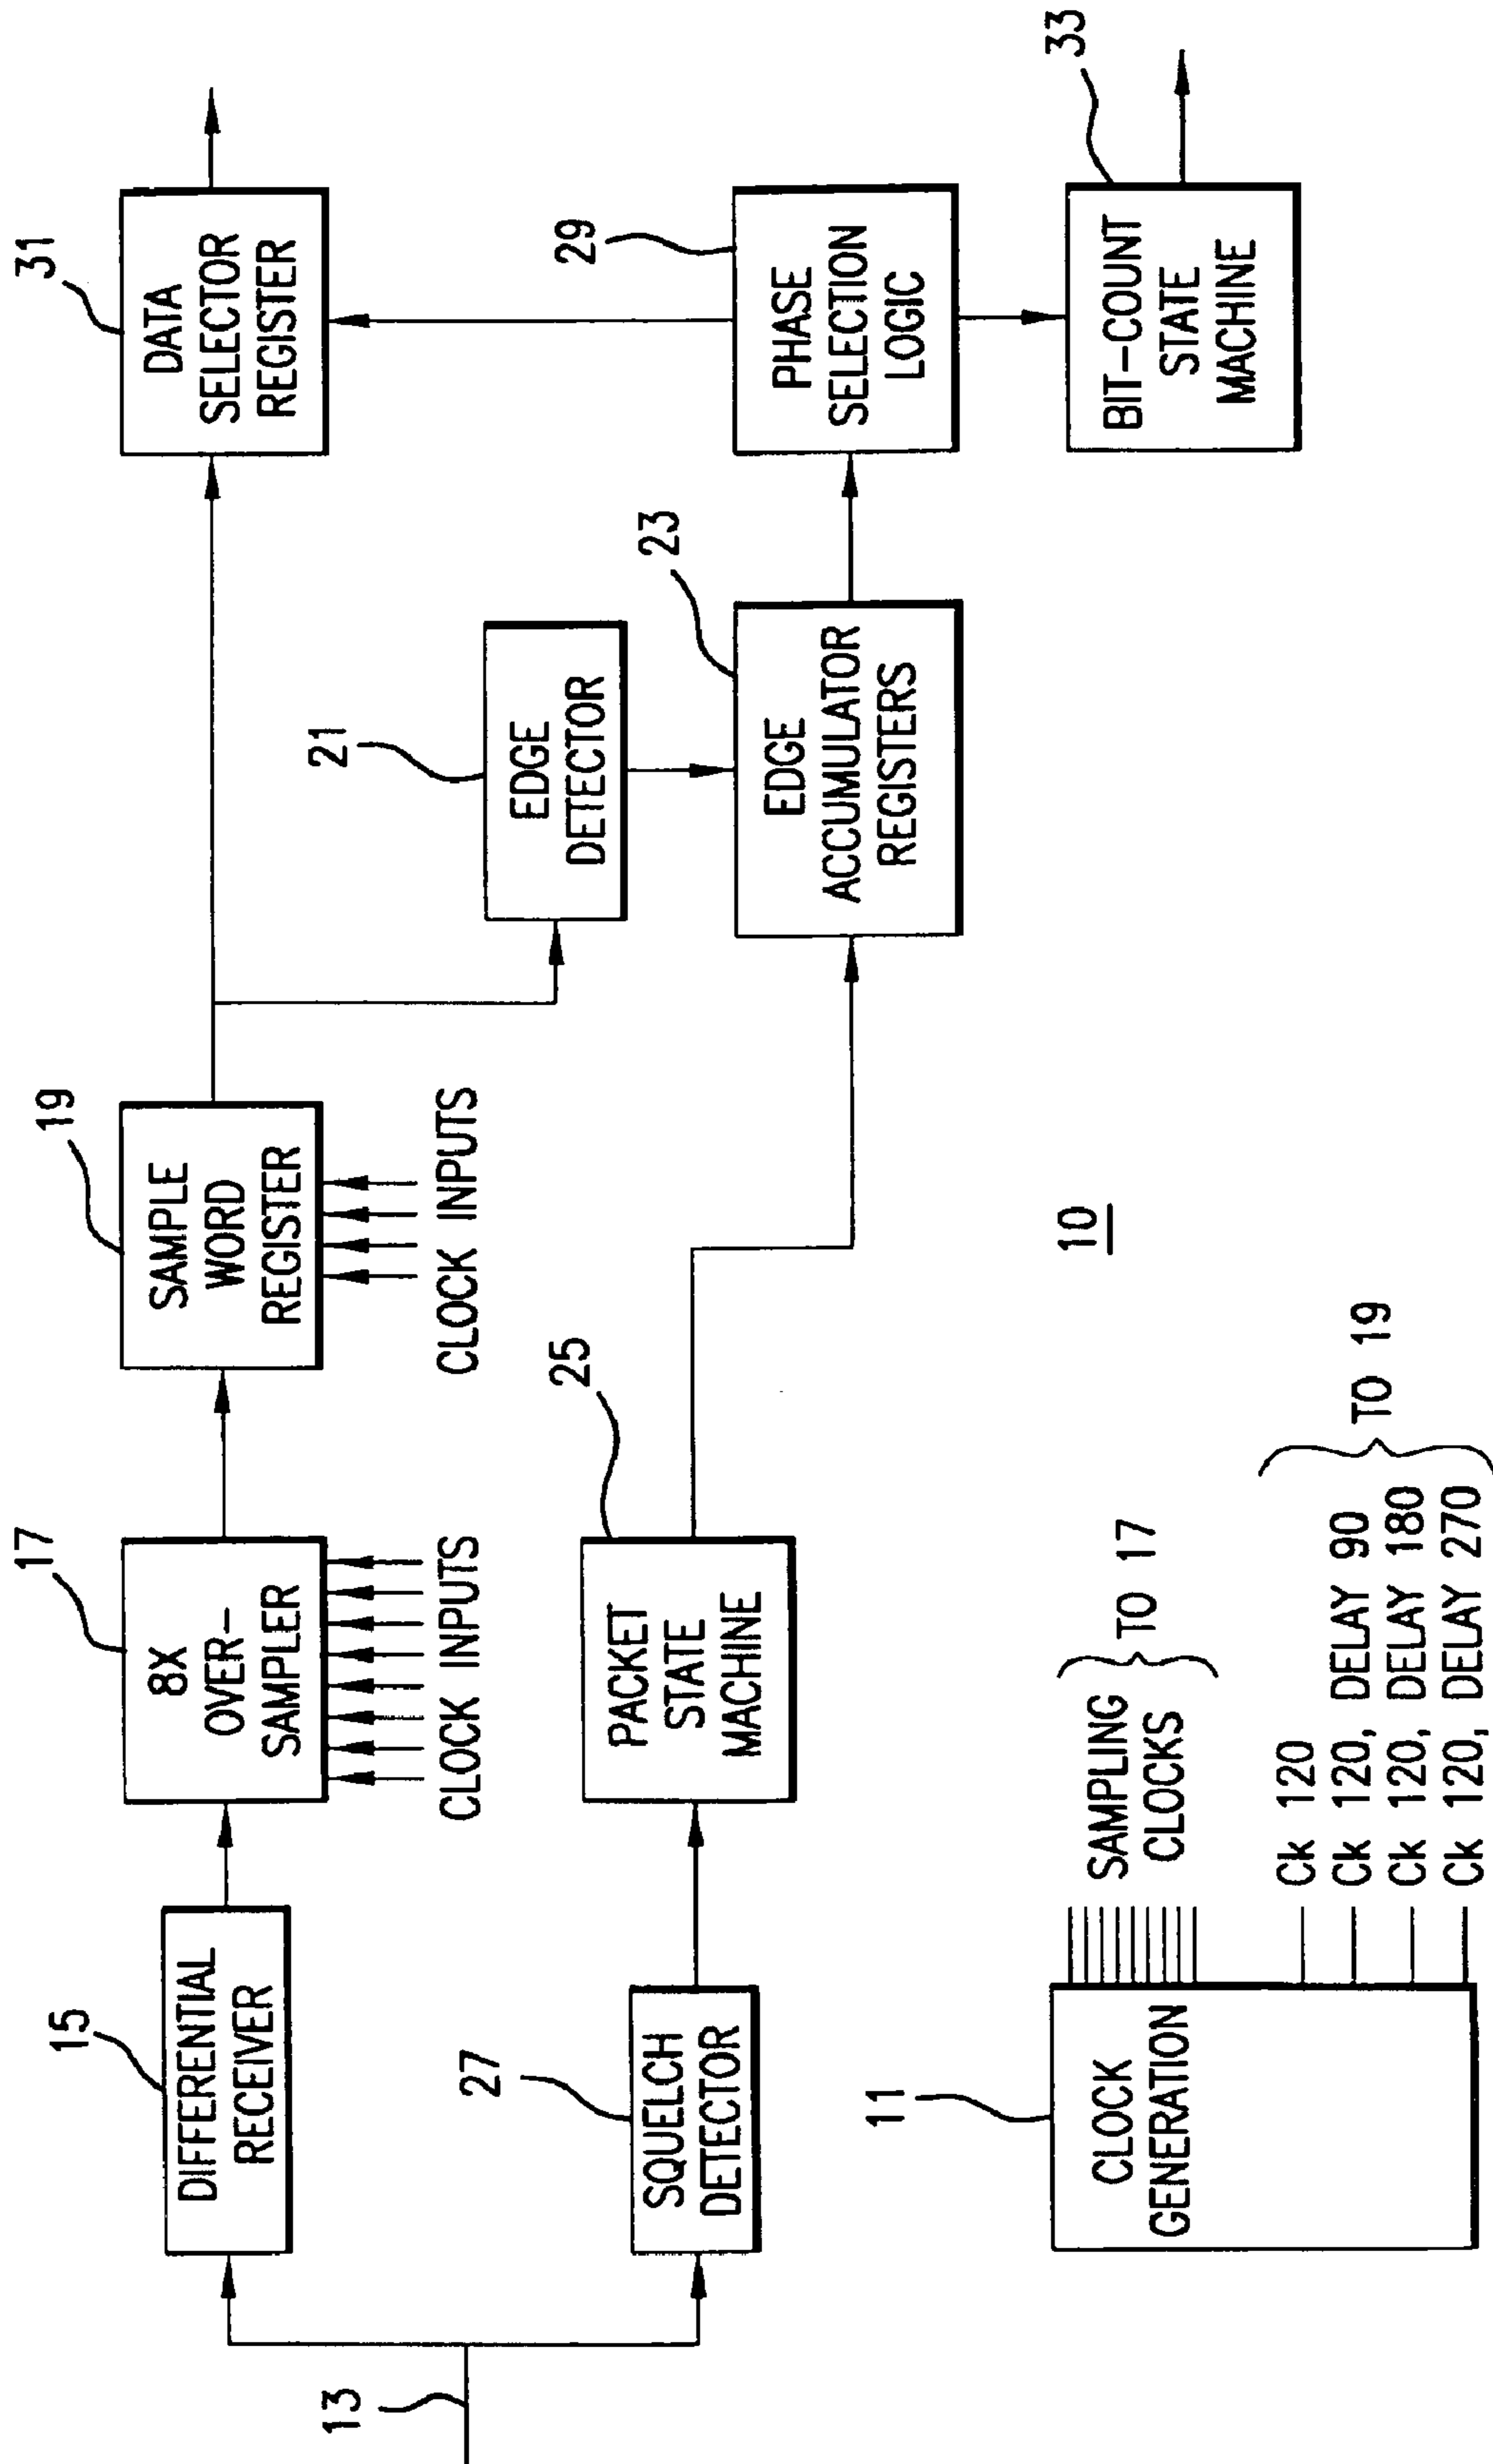 13
15
DIFFERENTIAL
RECEIVER
17
8X
OVER-
SAMPLER
CLOCK INPUTS
19
SAMPLE
WORD
REGISTER
CLOCK INPUTS
31
DATA
SELECTOR
REGISTER
21
EDGE
DETECTOR
27
SQUELCH
DETECTOR
25
PACKET
STATE
MACHINE
23
EDGE
ACCUMULATOR
REGISTERS
29
PHASE
SELECTION
LOGIC
33
BIT-COUNT
STATE
MACHINE
10
11
CLOCK
GENERATION
SAMPLING
CLOCKS
TO 17
Ck 120
Ck 120, DELAY 90
Ck 120, DELAY 180
Ck 120, DELAY 270
TO 19